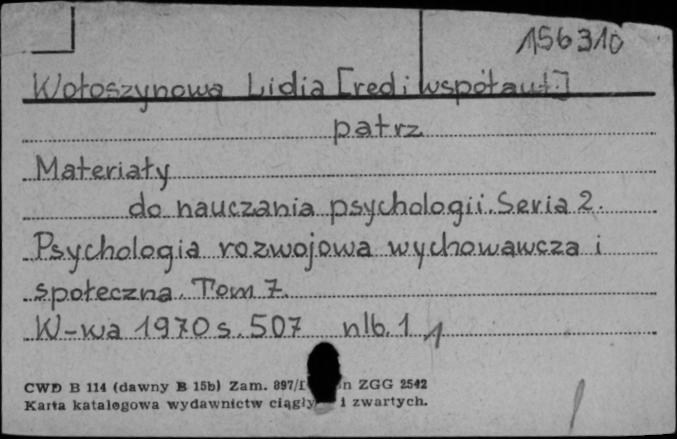 156310
Wołoszynowa Lidia [red i współaut.]
patrz
Materiały
do nauczania psychologii. Seria 2.
Psychologia rozwojowa wychowawcza i
społeczna. Tom 7.
W-wa 1970 s. 507 nlb. 1
CWD B 114 (dawny B 15b) Zam. 897/I n ZGG 2542
Karta katalogowa wydawnictw i zwartych.